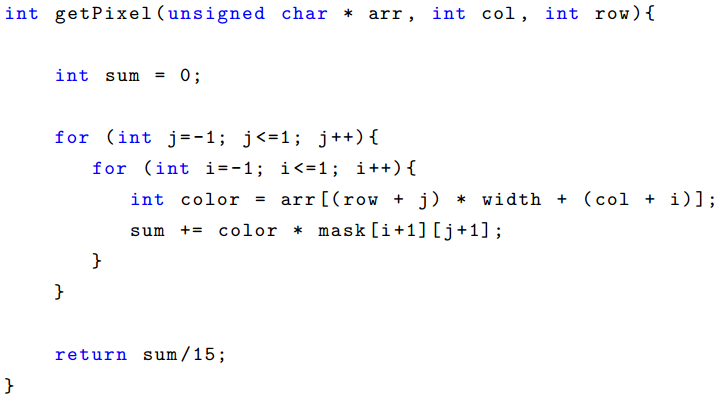 int getPixel(unsigned char * arr, int col, int row){
int sum = 0;
for (int j=-1; j<=1; j++){
for (int i=-1; i<=1; i++){
int color = arr[(row + j) * width + (col + i)];
sum += color * mask[i+1][j+1];
}
}
return sum/15;
}